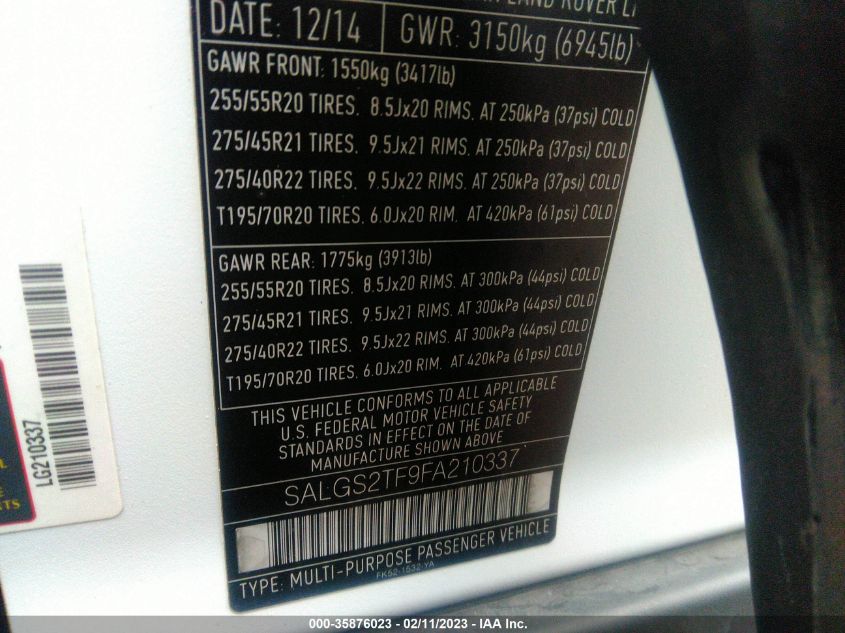 LAND ROVER
DATE: 12/14 GWR: 3150kg (6945lb)
GAWR FRONT: 1550kg (3417lb)
255/55R20 TIRES. 8.5Jx20 RIMS. AT 250kPa (37psi) COLD
275/45R21 TIRES. 9.5Jx21 RIMS. AT 250kPa (37psi) COLD
275/40R22 TIRES. 9.5Jx22 RIMS. AT 250kPa (37psi) COLD
T195/70R20 TIRES. 6.0Jx20 RIM. AT 420kPa (61psi) COLD
GAWR REAR: 1775kg (3913lb)
255/55R20 TIRES. 8.5Jx20 RIMS. AT 300kPa (44psi) COLD
275/45R21 TIRES. 9.5Jx21 RIMS. AT 300kPa (44psi) COLD
275/40R22 TIRES. 9.5Jx22 RIMS. AT 300kPa (44psi) COLD
T195/70R20 TIRES. 6.0Jx20 RIM. AT 420kPa (61psi) COLD
THIS VEHICLE CONFORMS TO ALL APPLICABLE
U.S. FEDERAL MOTOR VEHICLE SAFETY
STANDARDS IN EFFECT ON THE DATE OF
MANUFACTURE SHOWN ABOVE
SALGS2TF9FA210337
TYPE: MULTI-PURPOSE PASSENGER VEHICLE
FK52-1532-YA
LG210337
000-35876023 - 02/11/2023 - IAA Inc.